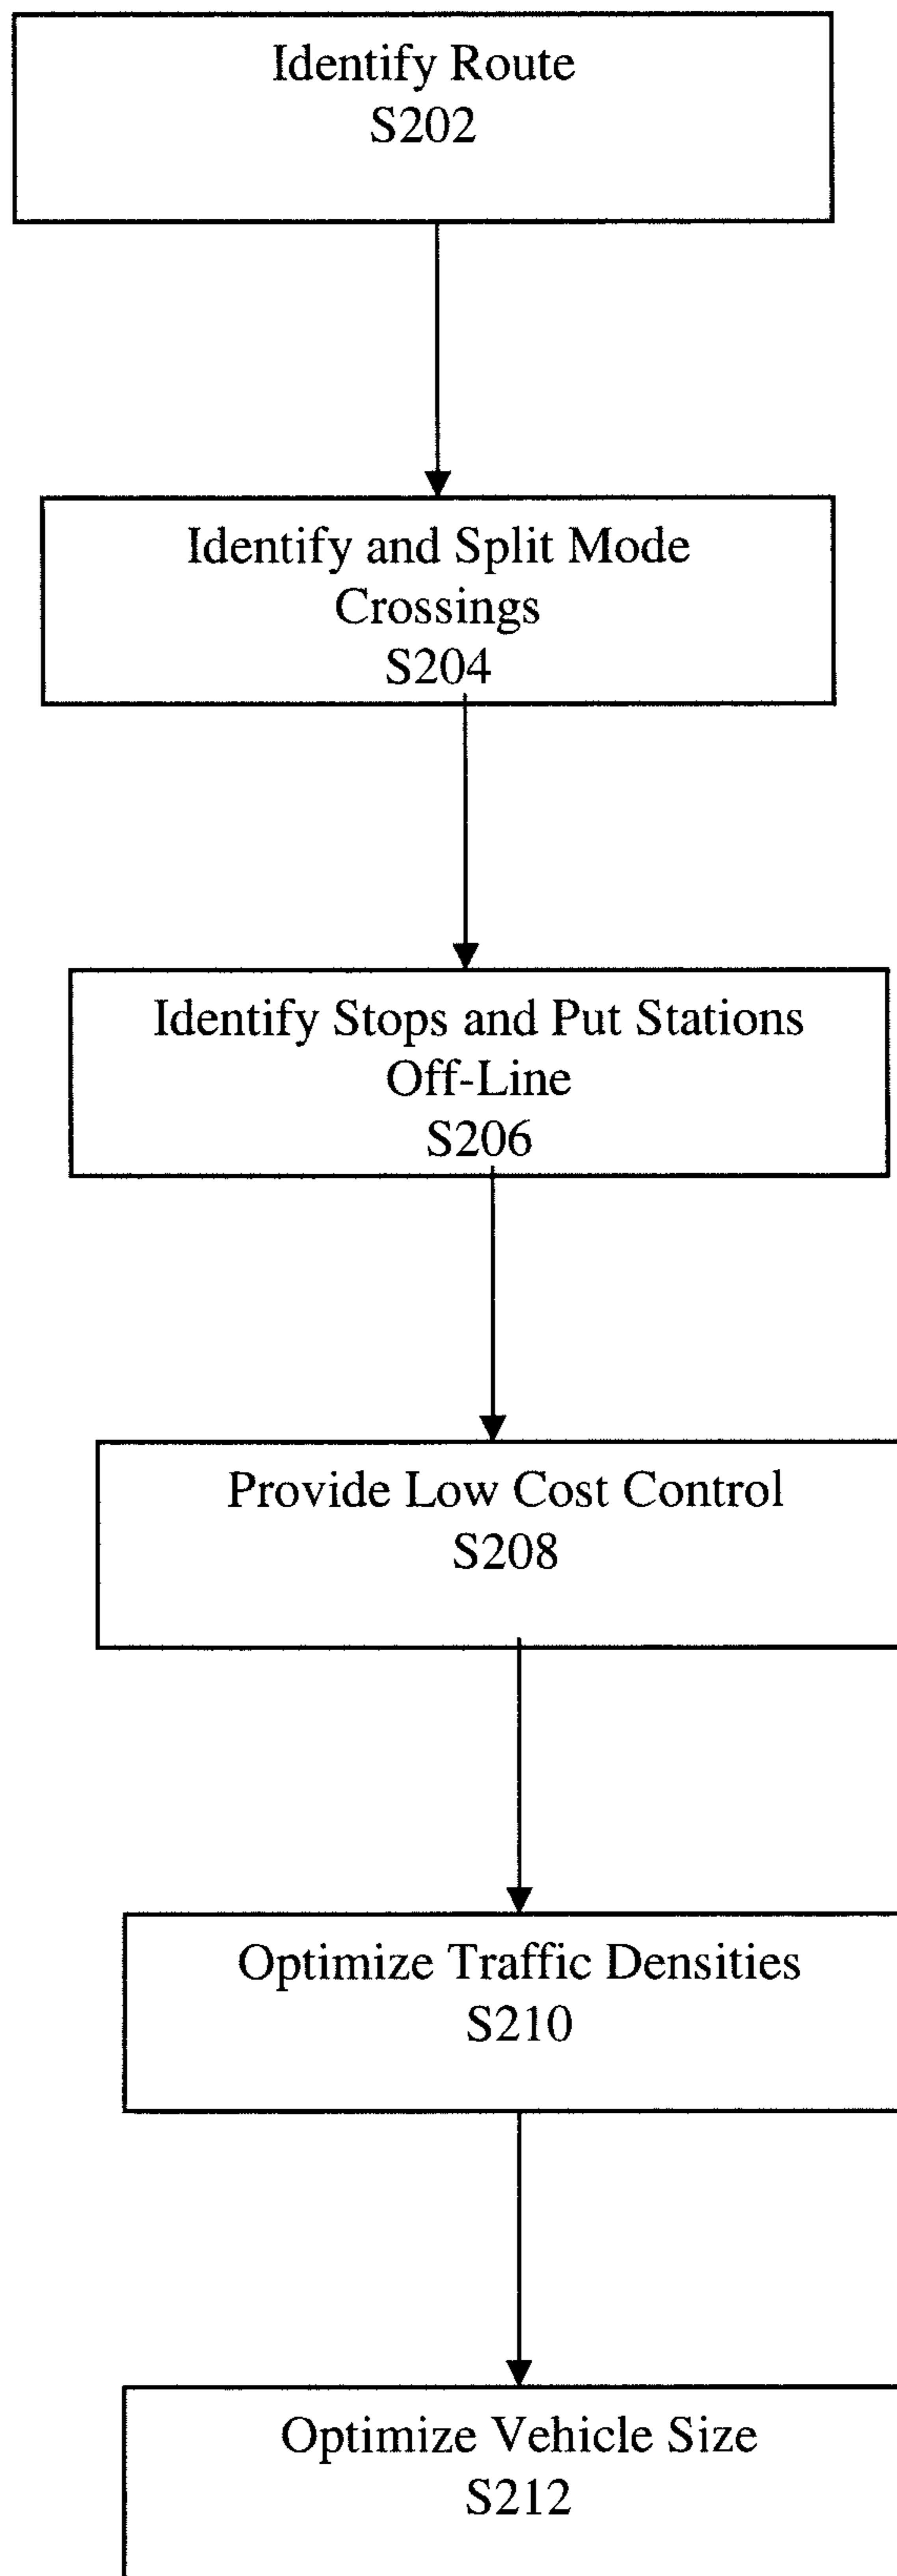 Identify Route
S202
Identify and Split Mode
Crossings
S204
Identify Stops and Put Stations
Off-Line
S206
Provide Low Cost Control
S208
Optimize Traffic Densities
S210
Optimize Vehicle Size
S212